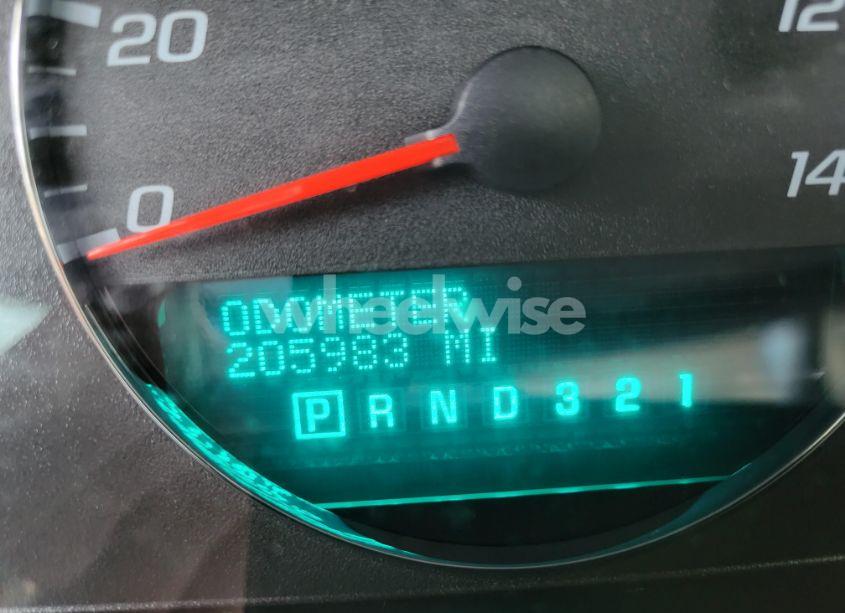 20
12
0
14
wheelwise
ODOMETER
205983 MI
P R N D 3 2 1